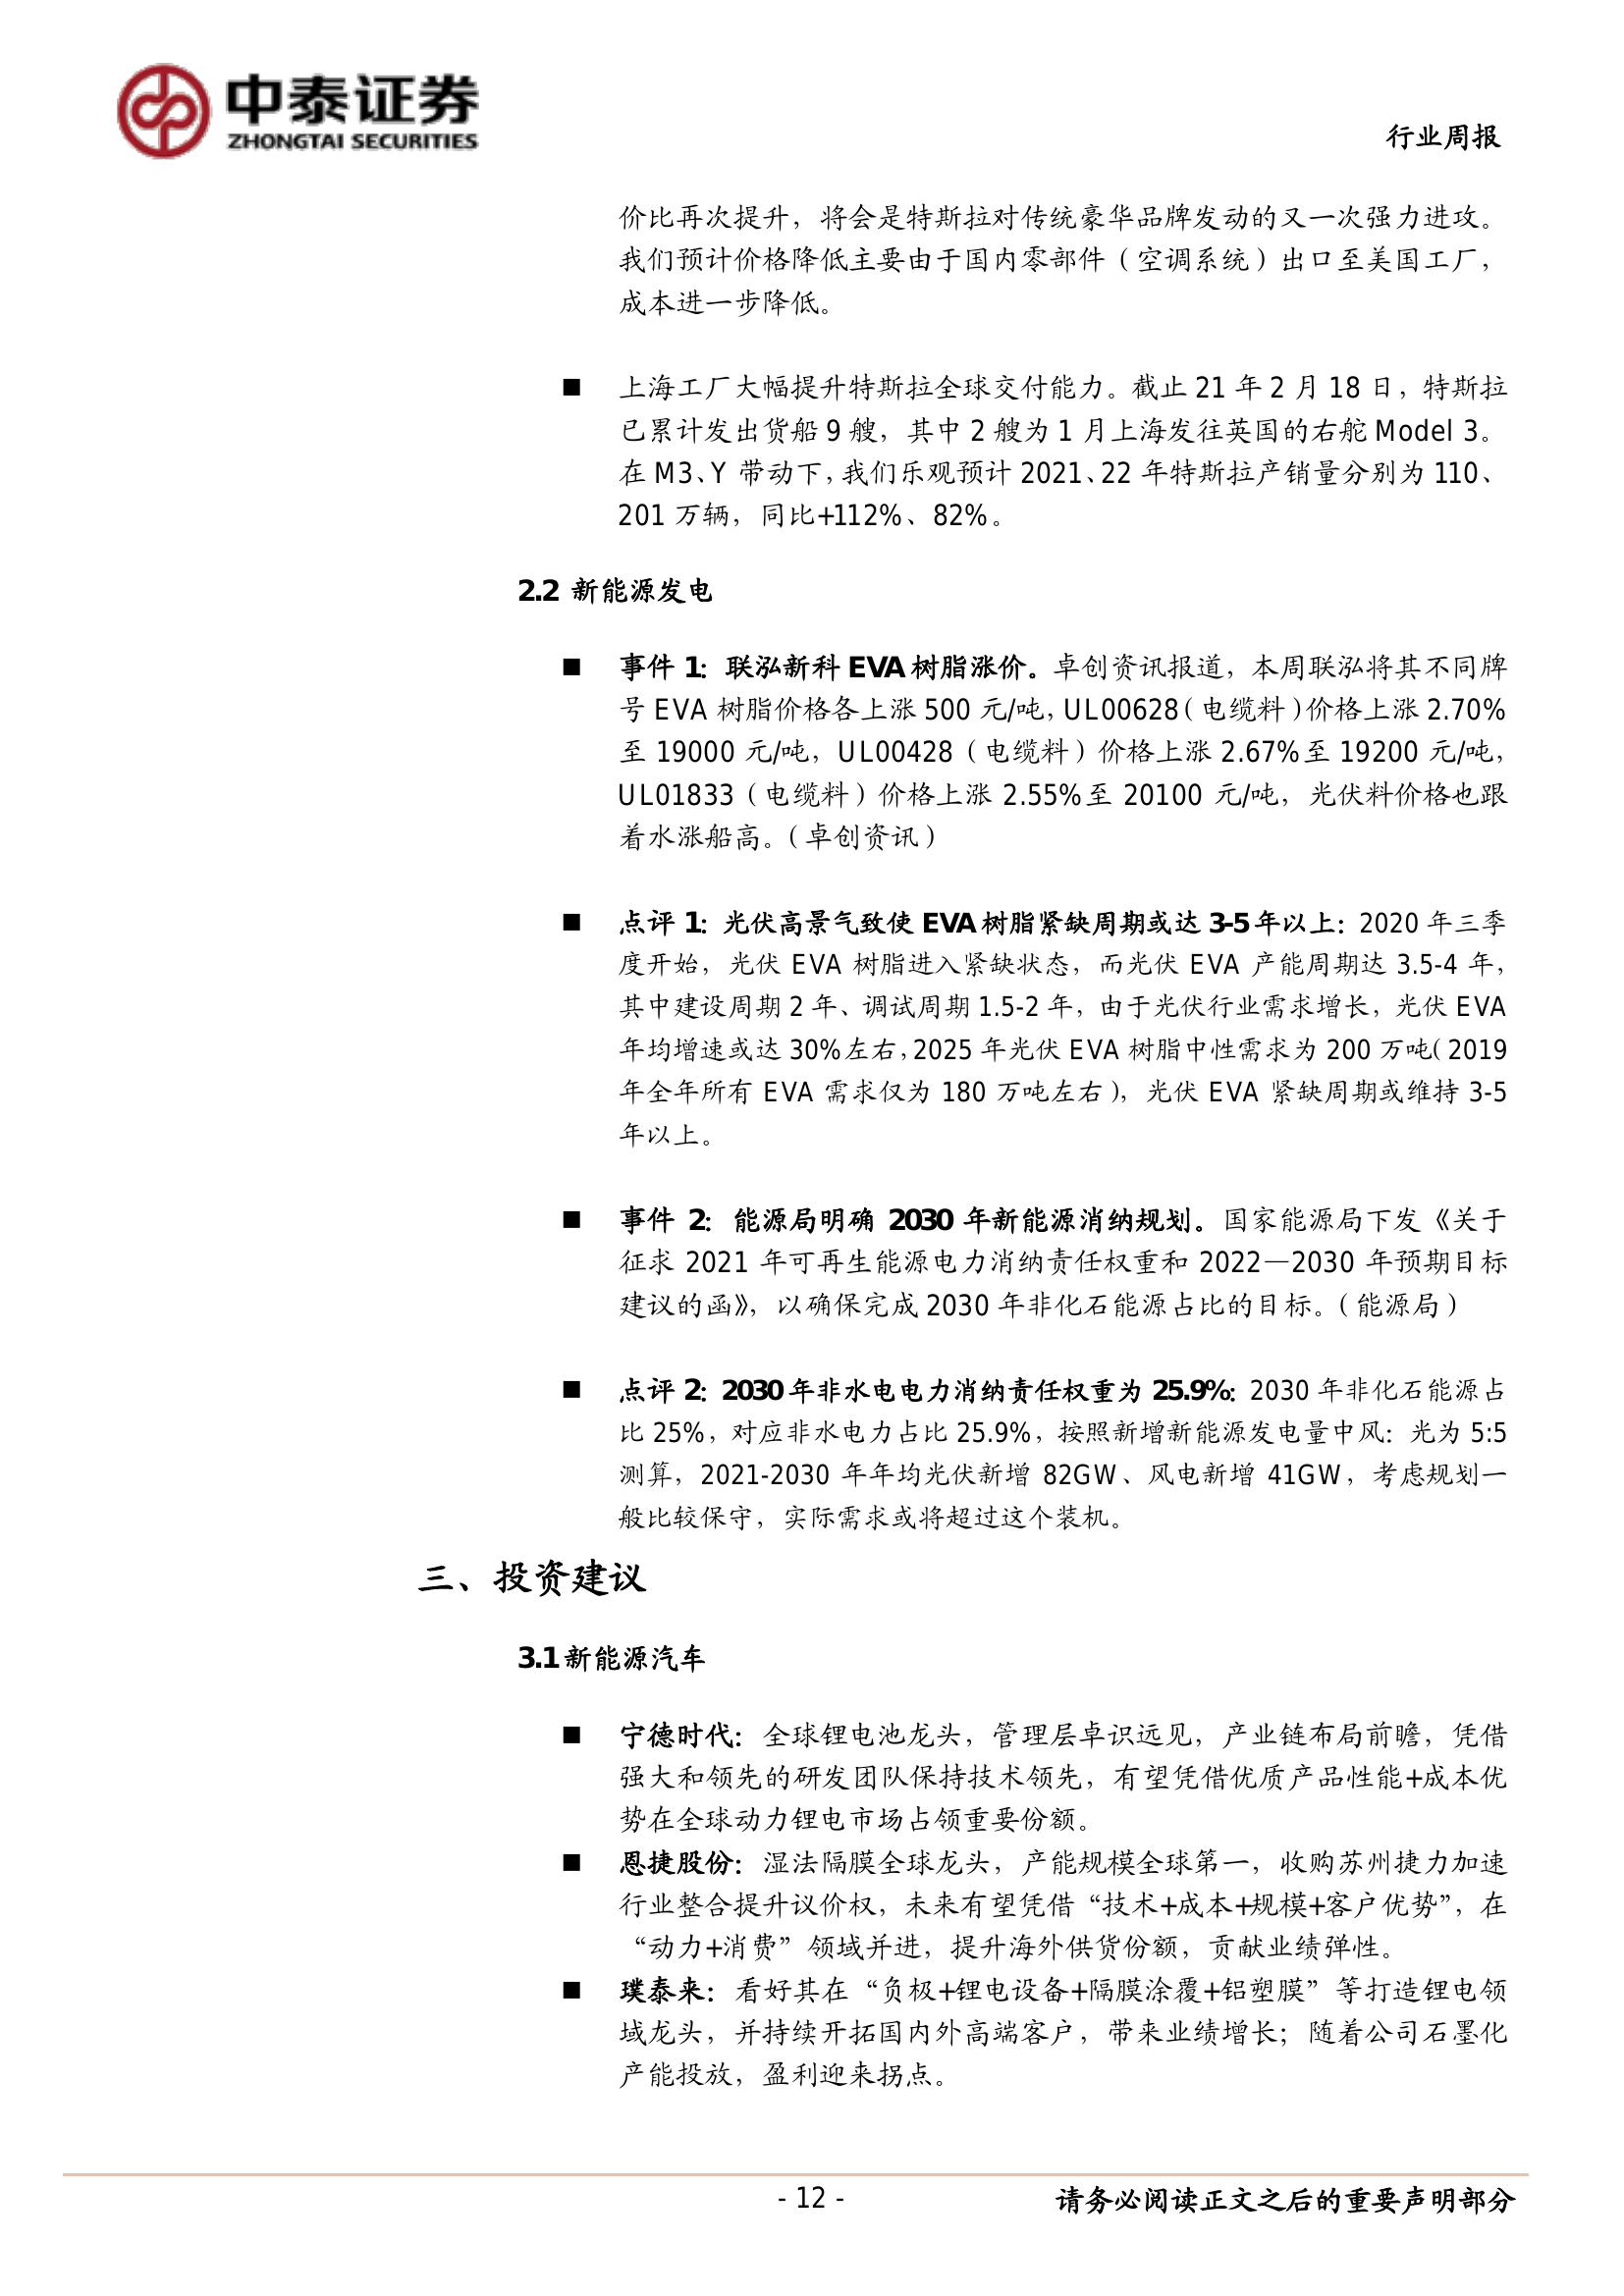 中泰证券
ZHONGTAI SECURITIES
行业周报
价比再次提升，将会是特斯拉对传统豪华品牌发动的又一次强力进攻。
我们预计价格降低主要由于国内零部件（空调系统）出口至美国工厂，
成本进一步降低。
■ 上海工厂大幅提升特斯拉全球交付能力。截止 21 年 2 月 18 日，特斯拉
已累计发出货船 9 艘，其中 2 艘为 1 月上海发往英国的右舵 Model 3。
在 M3、Y 带动下，我们乐观预计 2021、22 年特斯拉产销量分别为 110、
201 万辆，同比+112%、82%。
2.2 新能源发电
■ 事件 1：联泓新科 EVA 树脂涨价。卓创资讯报道，本周联泓将其不同牌
号 EVA 树脂价格各上涨 500 元/吨，UL00628（电缆料）价格上涨 2.70%
至 19000 元/吨，UL00428（电缆料）价格上涨 2.67%至 19200 元/吨，
UL01833（电缆料）价格上涨 2.55%至 20100 元/吨，光伏料价格也跟
着水涨船高。（卓创资讯）
■ 点评 1：光伏高景气致使 EVA 树脂紧缺周期或达 3-5 年以上：2020 年三季
度开始，光伏 EVA 树脂进入紧缺状态，而光伏 EVA 产能周期达 3.5-4 年，
其中建设周期 2 年、调试周期 1.5-2 年，由于光伏行业需求增长，光伏 EVA
年均增速或达 30%左右，2025 年光伏 EVA 树脂中性需求为 200 万吨（2019
年全年所有 EVA 需求仅为 180 万吨左右），光伏 EVA 紧缺周期或维持 3-5
年以上。
■ 事件 2：能源局明确 2030 年新能源消纳规划。国家能源局下发《关于
征求 2021 年可再生能源电力消纳责任权重和 2022—2030 年预期目标
建议的函》，以确保完成 2030 年非化石能源占比的目标。（能源局）
■ 点评 2：2030 年非水电电力消纳责任权重为 25.9%：2030 年非化石能源占
比 25%，对应非水电力占比 25.9%，按照新增新能源发电量中风：光为 5:5
测算，2021-2030 年年均光伏新增 82GW、风电新增 41GW，考虑规划一
般比较保守，实际需求或将超过这个装机。
三、投资建议
3.1 新能源汽车
■ 宁德时代：全球锂电池龙头，管理层卓识远见，产业链布局前瞻，凭借
强大和领先的研发团队保持技术领先，有望凭借优质产品性能+成本优
势在全球动力锂电市场占领重要份额。
■ 恩捷股份：湿法隔膜全球龙头，产能规模全球第一，收购苏州捷力加速
行业整合提升议价权，未来有望凭借“技术+成本+规模+客户优势”，在
“动力+消费”领域并进，提升海外供货份额，贡献业绩弹性。
■ 璞泰来：看好其在“负极+锂电设备+隔膜涂覆+铝塑膜”等打造锂电领
域龙头，并持续开拓国内外高端客户，带来业绩增长；随着公司石墨化
产能投放，盈利迎来拐点。
- 12 -
请务必阅读正文之后的重要声明部分